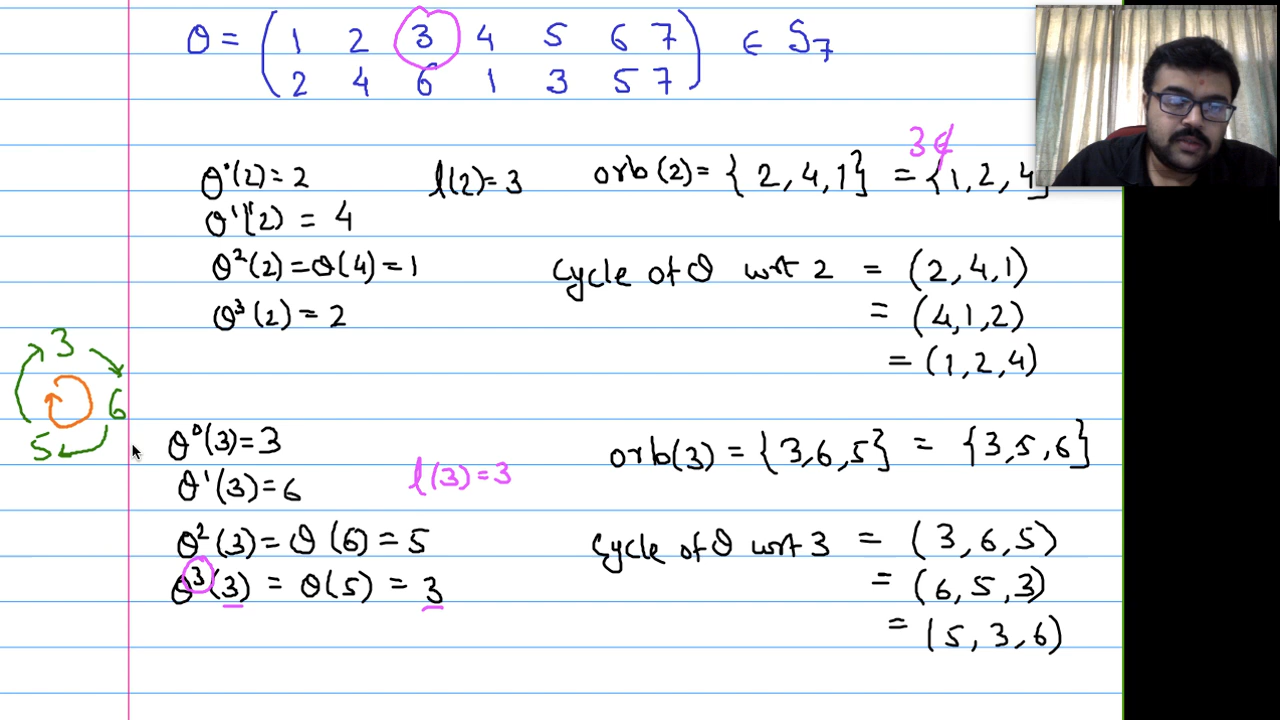 θ = ( 1 2 3 4 5 6 7 ) ∈ S₇
2 4 6 1 3 5 7
3 ∉
θ⁰(2) = 2 l(2) = 3 orb(2) = {2, 4, 1} = {1, 2, 4}
θ¹(2) = 4
θ²(2) = θ(4) = 1 Cycle of θ wrt 2 = (2, 4, 1)
θ³(2) = 2 = (4, 1, 2)
= (1, 2, 4)
3
6
5
θ⁰(3) = 3 orb(3) = {3, 6, 5} = {3, 5, 6}
θ¹(3) = 6 l(3) = 3
θ²(3) = θ(6) = 5 Cycle of θ wrt 3 = (3, 6, 5)
θ³(3) = θ(5) = 3 = (6, 5, 3)
= (5, 3, 6)